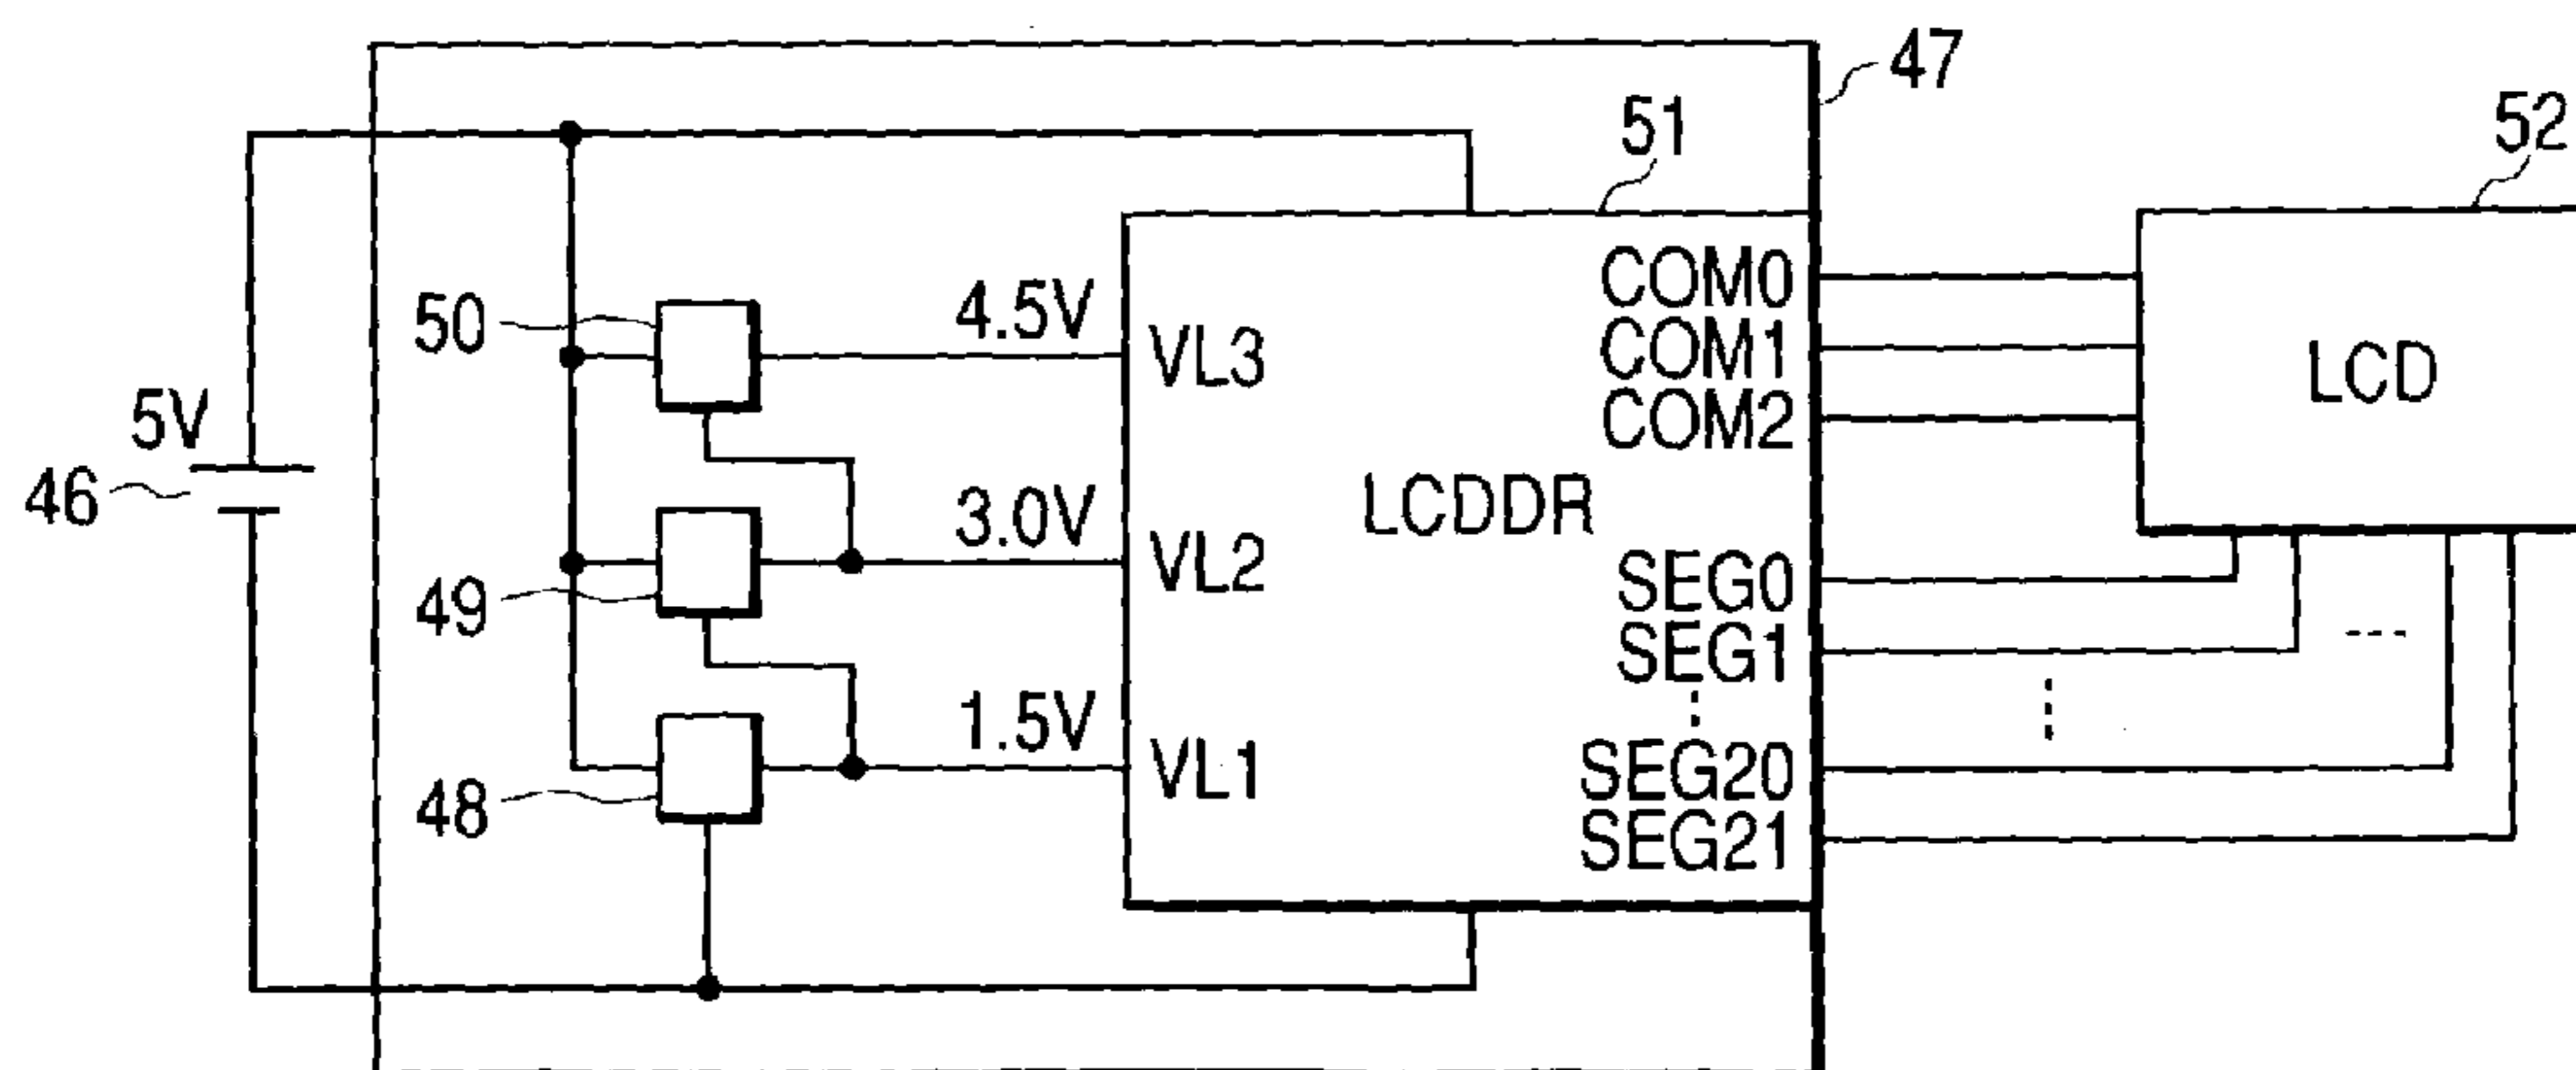 47
51
52
COM0
50
4.5V
VL3
COM1
LCD
5V
COM2
46
3.0V
LCDDR
VL2
SEG0
49
SEG1
1.5V
VL1
SEG20
48
SEG21